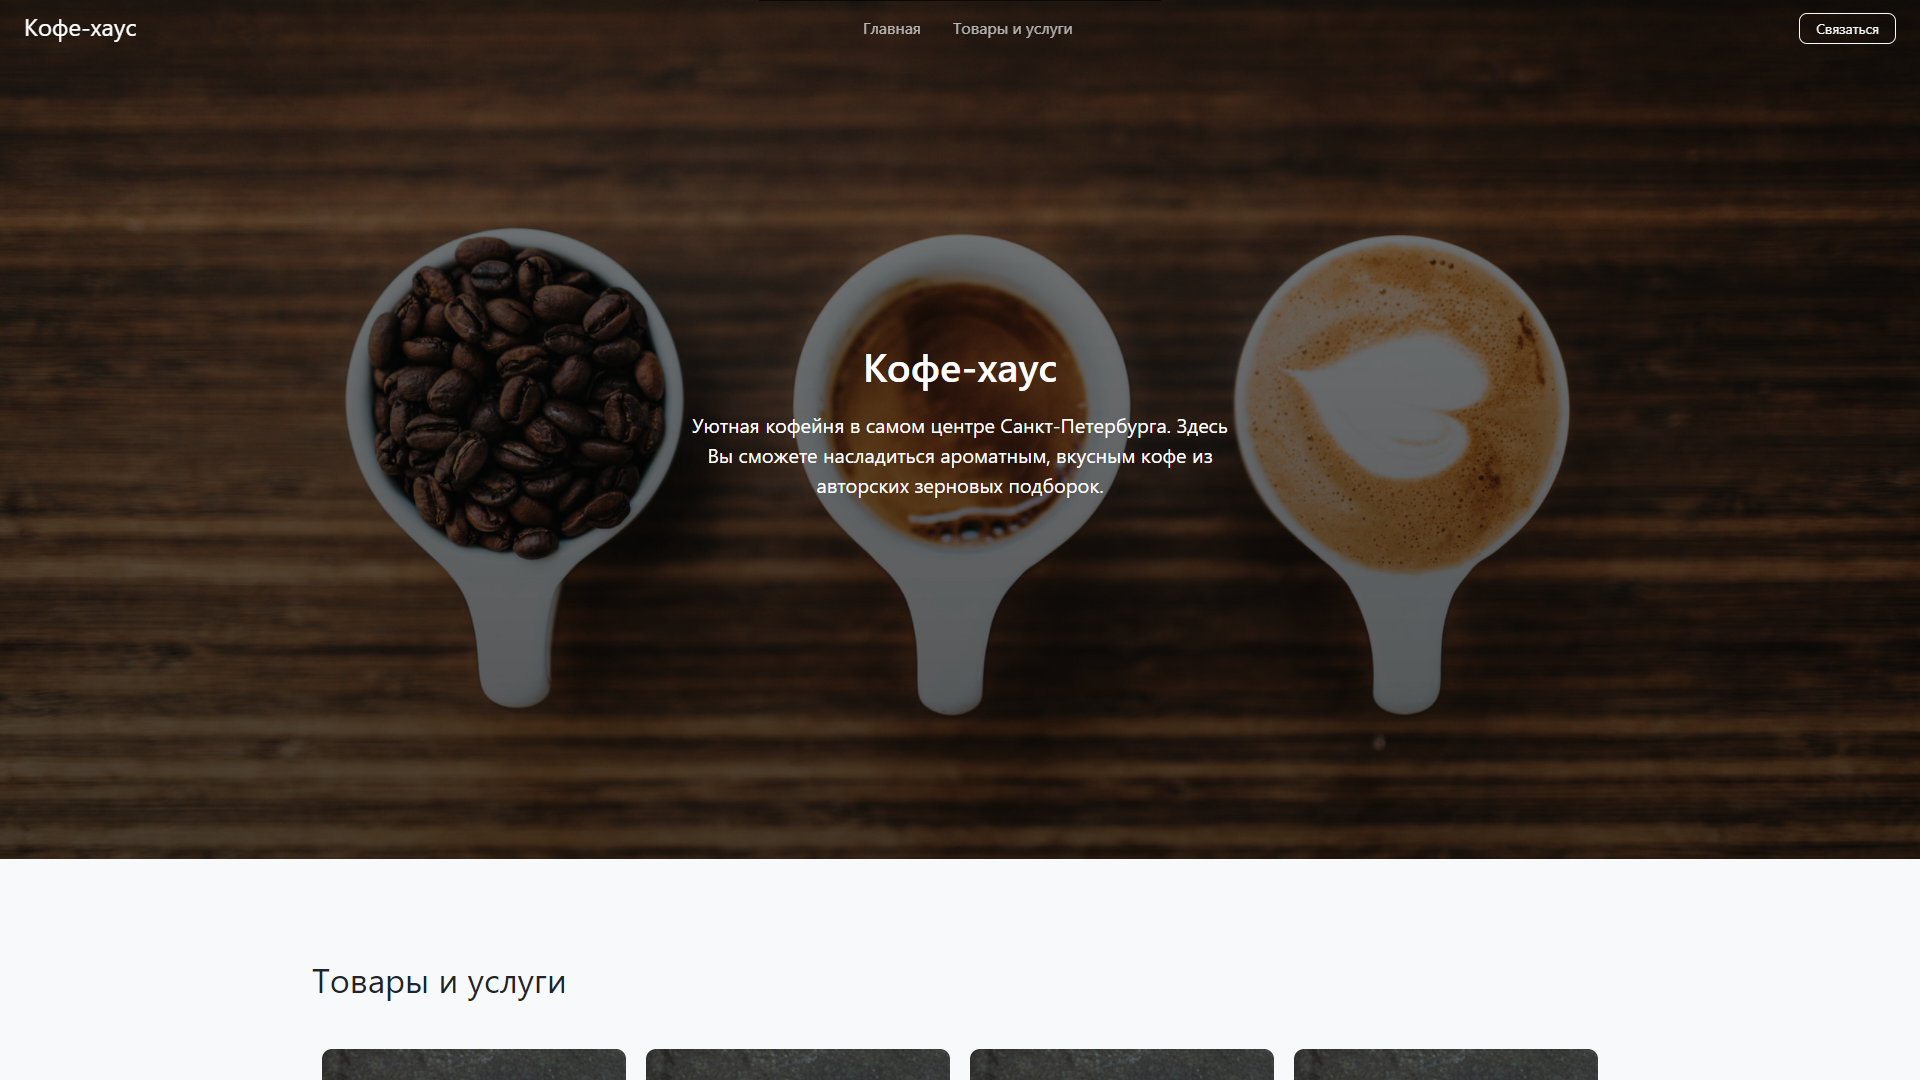 Кофе-хаус
Главная
Товары и услуги
Связаться
Кофе-хаус
Уютная кофейня в самом центре Санкт-Петербурга. Здесь
Вы сможете насладиться ароматным, вкусным кофе из
авторских зерновых подборок.
Товары и услуги